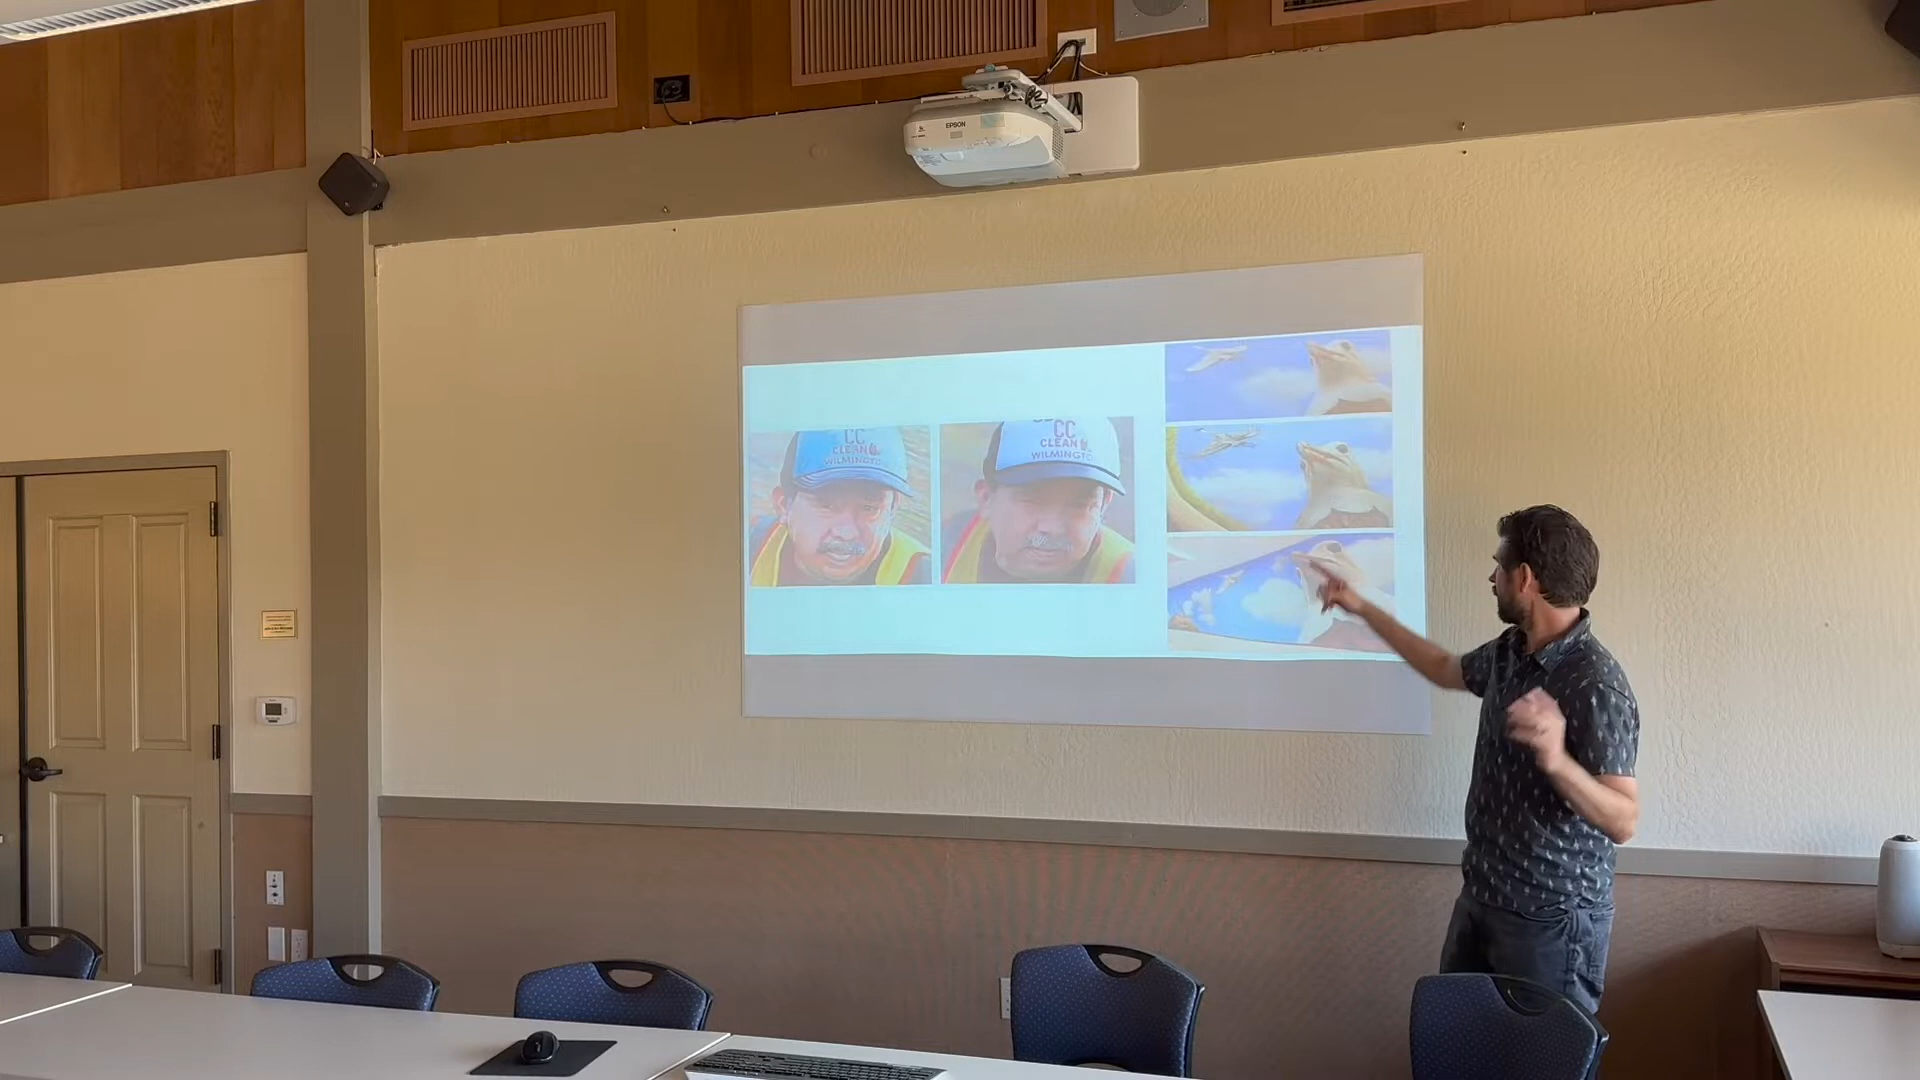 EPSON
CC
CLEAN
WILMINGTO
CC
CLEAN
WILMINGTO